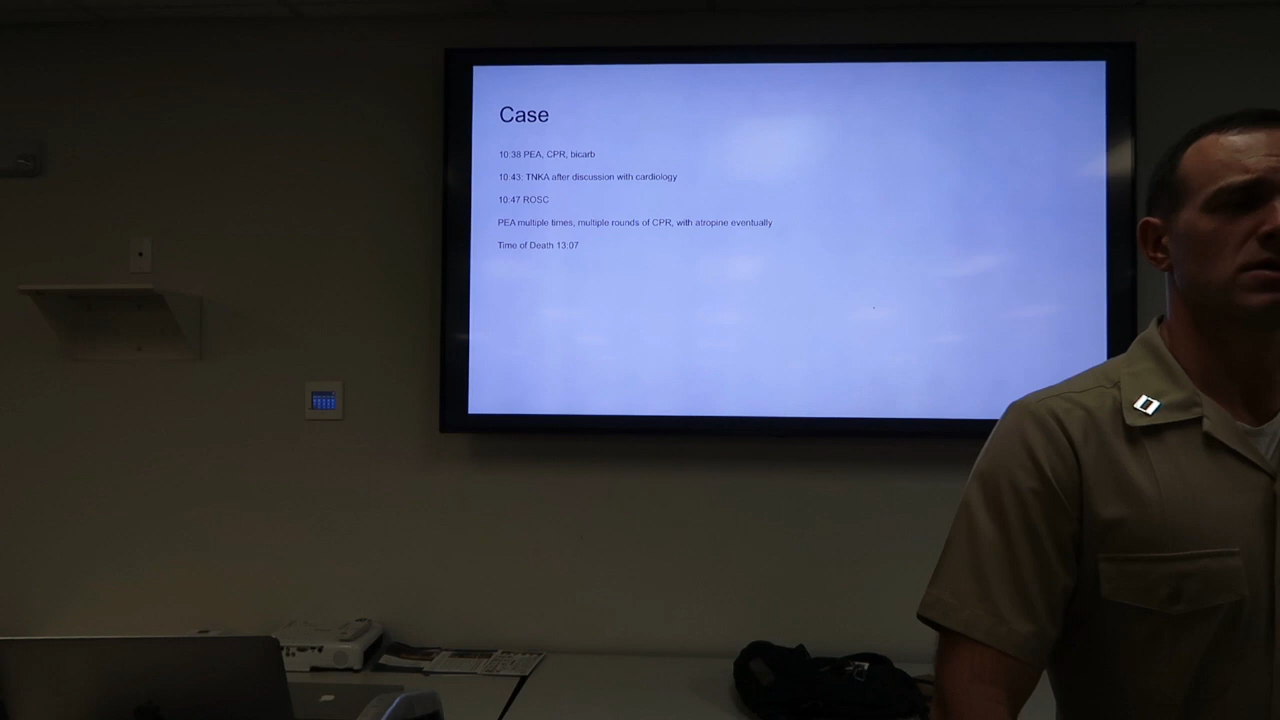 Case
10:38 PEA, CPR, bicarb
10:43: TNKA after discussion with cardiology
10:47 ROSC
PEA multiple times, multiple rounds of CPR, with atropine eventually
Time of Death 13:07